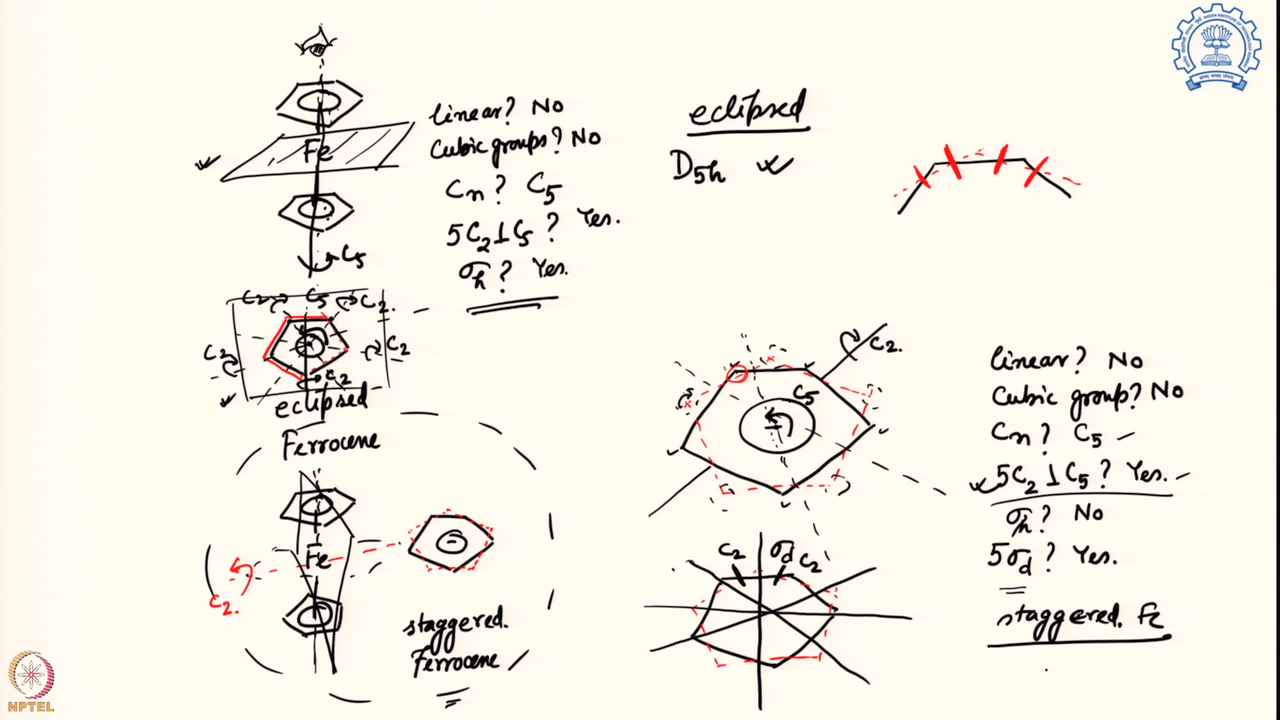 Fe
C5
linear? No
Cubic groups? No
Cn? C5
5C2⊥C5? Yes.
σh? Yes.
eclipsed
D5h
C2 C5 C2.
C2 C2
C2
eclipsed
Ferrocene
Fe
C2.
staggered.
Ferrocene
C2.
C5
C2 σd C2
linear? No
Cubic group? No
Cn? C5
5C2⊥C5? Yes.
σh? No
5σd? Yes.
staggered. Fc
NPTEL